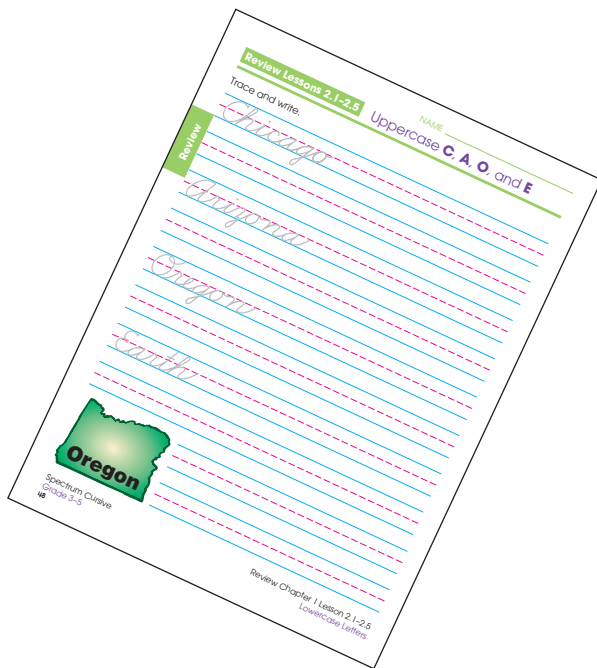 Review Lessons 2.1-2.5
NAME
Uppercase C, A, O, and E
Trace and write.
Review
Chicago
Arizona
Oregon
Earth
Oregon
Spectrum Cursive
Grade 3-5
48
Review Chapter 1 Lesson 2.1-2.5
Lowercase Letters